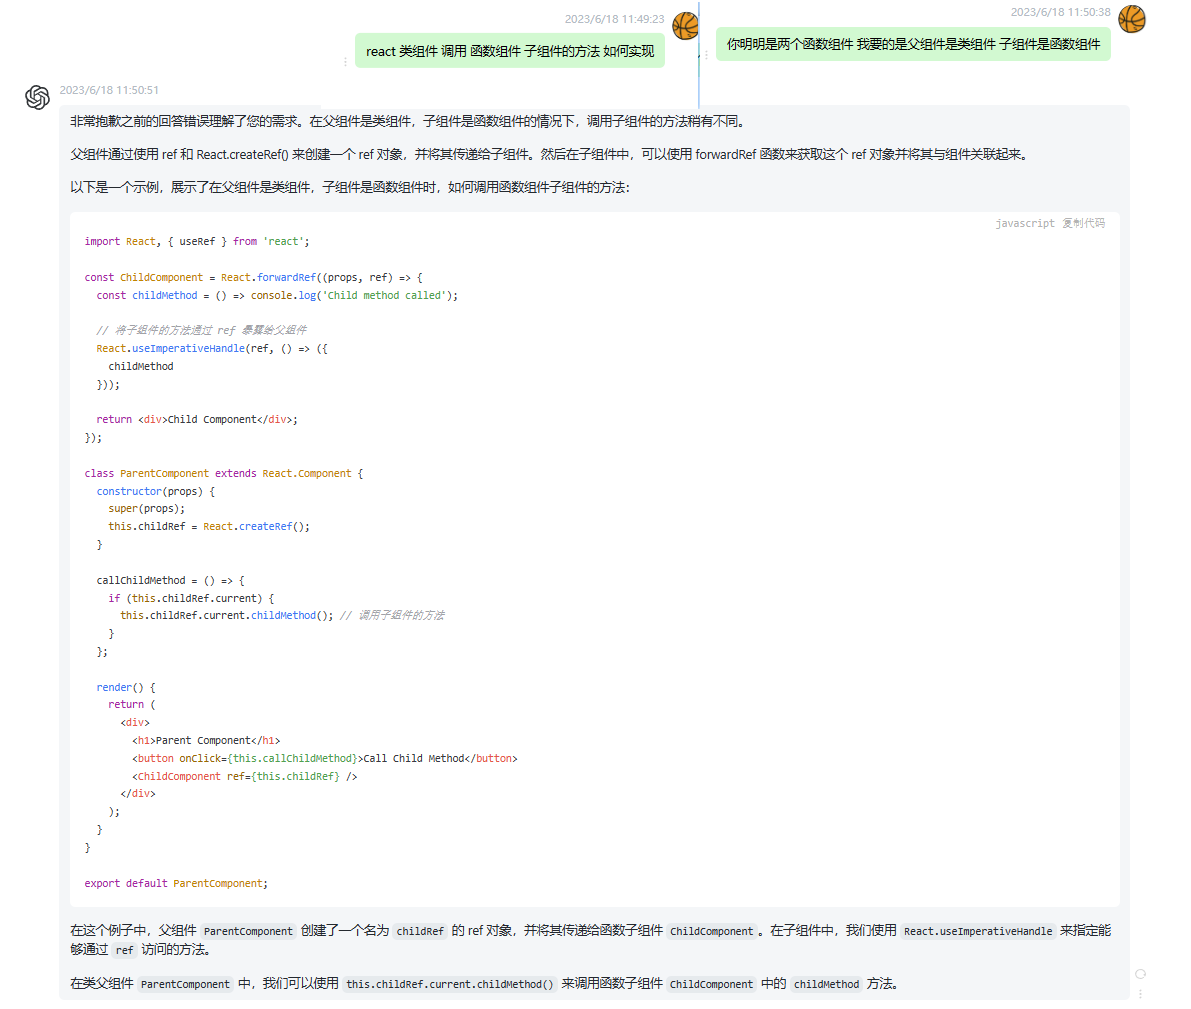 2023/6/18 11:49:23
react 类组件 调用 函数组件 子组件的方法 如何实现
2023/6/18 11:50:38
你明明是两个函数组件 我要的是父组件是类组件 子组件是函数组件
2023/6/18 11:50:51
非常抱歉之前的回答错误理解了您的需求。在父组件是类组件，子组件是函数组件的情况下，调用子组件的方法稍有不同。
父组件通过使用 ref 和 React.createRef() 来创建一个 ref 对象，并将其传递给子组件。然后在子组件中，可以使用 forwardRef 函数来获取这个 ref 对象并将其与组件关联起来。
以下是一个示例，展示了在父组件是类组件，子组件是函数组件时，如何调用函数组件子组件的方法：
javascript 复制代码
import React, { useRef } from 'react';
const ChildComponent = React.forwardRef((props, ref) => {
  const childMethod = () => console.log('Child method called');
  // 将子组件的方法通过 ref 暴露给父组件
  React.useImperativeHandle(ref, () => ({
    childMethod
  }));
  return <div>Child Component</div>;
});
class ParentComponent extends React.Component {
  constructor(props) {
    super(props);
    this.childRef = React.createRef();
  }
  callChildMethod = () => {
    if (this.childRef.current) {
      this.childRef.current.childMethod(); // 调用子组件的方法
    }
  };
  render() {
    return (
      <div>
        <h1>Parent Component</h1>
        <button onClick={this.callChildMethod}>Call Child Method</button>
        <ChildComponent ref={this.childRef} />
      </div>
    );
  }
}
export default ParentComponent;
在这个例子中，父组件 ParentComponent 创建了一个名为 childRef 的 ref 对象，并将其传递给函数子组件 ChildComponent 。在子组件中，我们使用 React.useImperativeHandle 来指定能
够通过 ref 访问的方法。
在类父组件 ParentComponent 中，我们可以使用 this.childRef.current.childMethod() 来调用函数子组件 ChildComponent 中的 childMethod 方法。